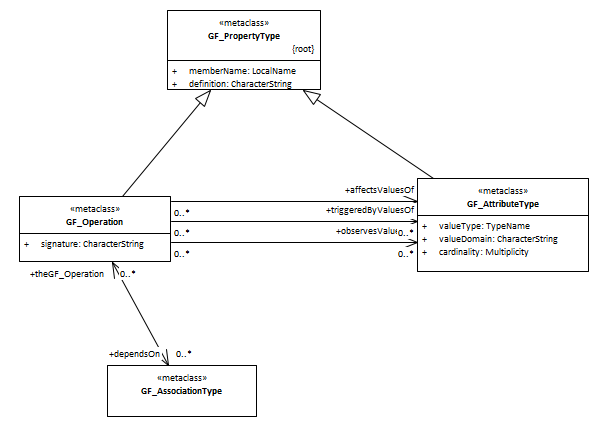 «metaclass»
GF_PropertyType
{root}
+ memberName: LocalName
+ definition: CharacterString
«metaclass»
GF_Operation
+ signature: CharacterString
+affectsValuesOf
0..*
+triggeredByValuesOf
0..*
+observesValu
0..*
0..*
0..*
«metaclass»
GF_AttributeType
+ valueType: TypeName
+ valueDomain: CharacterString
+ cardinality: Multiplicity
+theGF_Operation
0..*
+dependsOn
0..*
«metaclass»
GF_AssociationType